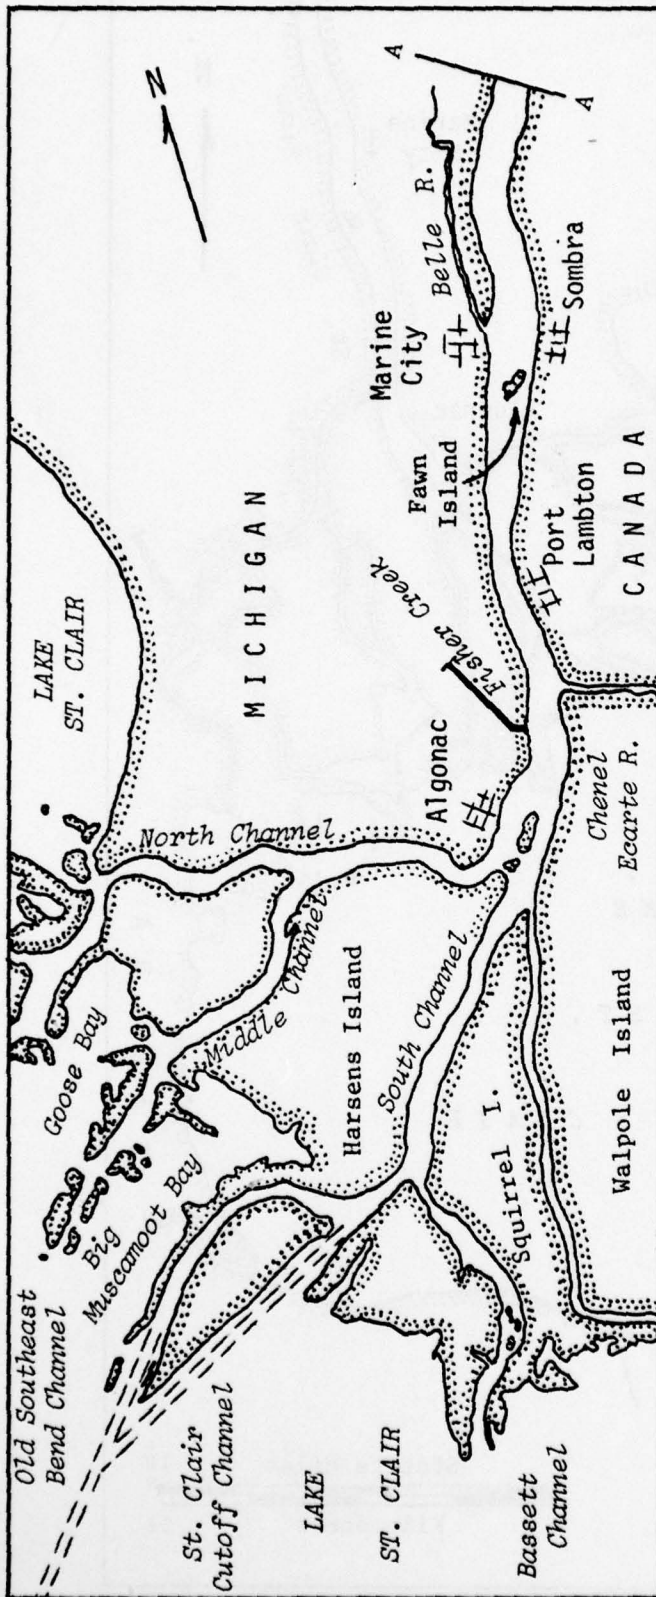 N
A
A
Belle R.
Marine
City
Sombra
Fawn
Island
Port
Lambton
CANADA
MICHIGAN
Fisher Creek
LAKE
ST. CLAIR
Algonac
North Channel
Chenel
Ecarte R.
Middle Channel
Harsens Island
South Channel
Goose Bay
Squirrel I.
Walpole Island
Big
Muscamoot Bay
Old Southeast
Bend Channel
St. Clair
Cutoff Channel
LAKE
ST. CLAIR
Bassett
Channel